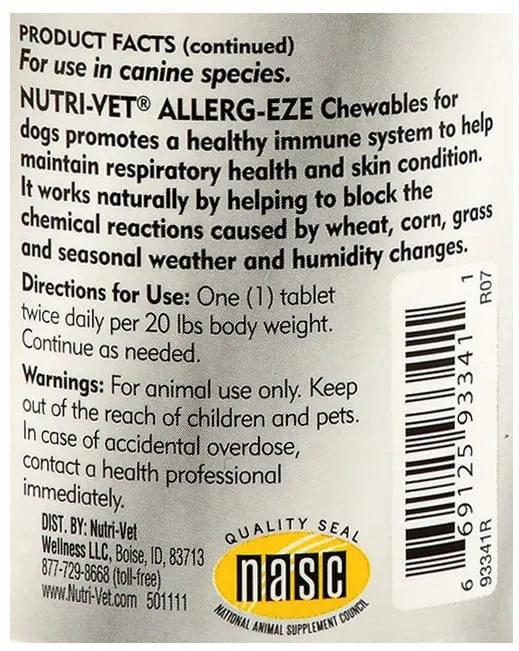 PRODUCT FACTS (continued)
For use in canine species.
NUTRI-VET® ALLERG-EZE Chewables for
dogs promotes a healthy immune system to help
maintain respiratory health and skin condition.
It works naturally by helping to block the
chemical reactions caused by wheat, corn, grass
and seasonal weather and humidity changes.
Directions for Use: One (1) tablet
twice daily per 20 lbs body weight.
Continue as needed.
Warnings: For animal use only. Keep
out of the reach of children and pets.
In case of accidental overdose,
contact a health professional
immediately.
DIST. BY: Nutri-Vet
Wellness LLC, Boise, ID, 83713
877-729-8668 (toll-free)
www.Nutri-Vet.com 501111
QUALITY SEAL
nasc
NATIONAL ANIMAL SUPPLEMENT COUNCIL
6 69125 93341 1
93341R
R07